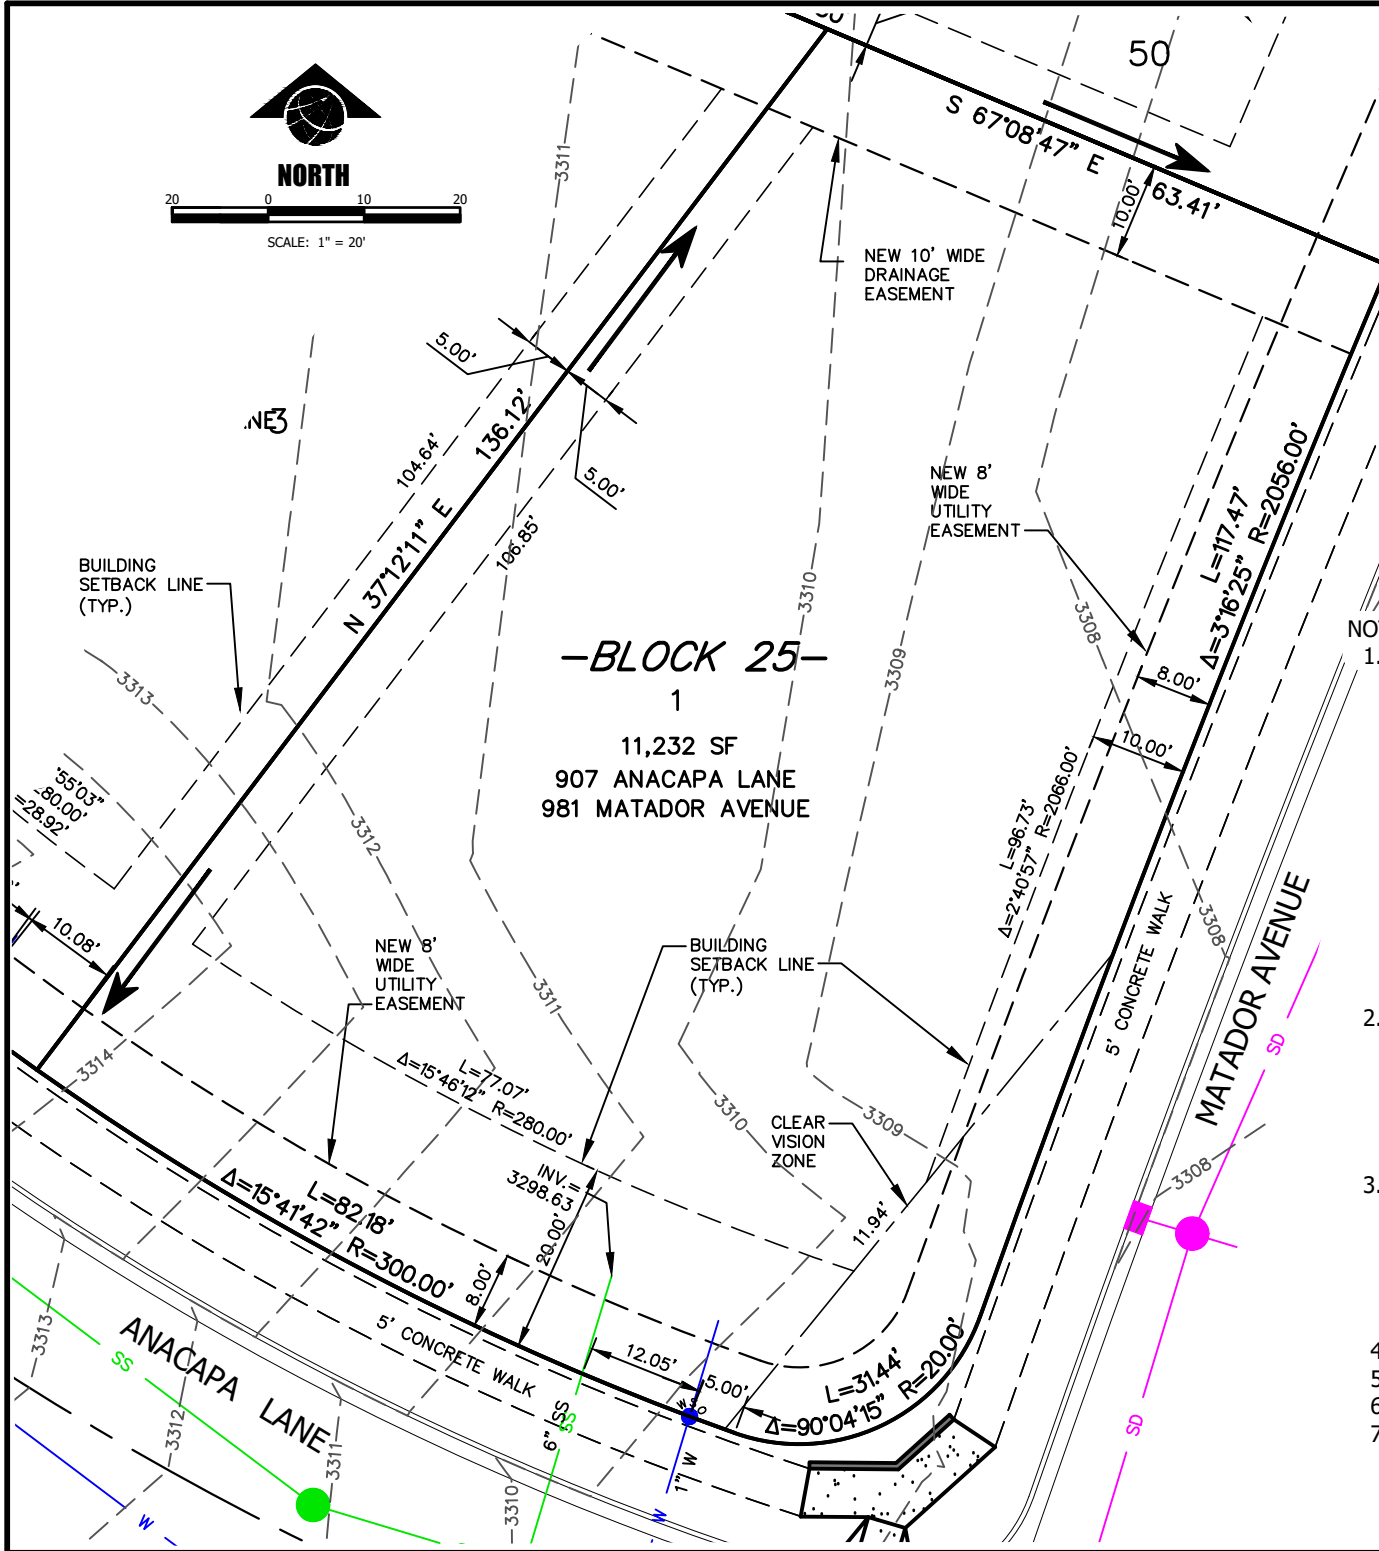 50
S 67°08'47" E
63.41'
10.00'
NORTH
20 0 10 20
SCALE: 1" = 20'
3311
NEW 10' WIDE
DRAINAGE
EASEMENT
5.00'
136.12'
3
104.64'
5.00'
N 37°12'11" E
106.85'
NEW 8'
WIDE
UTILITY
EASEMENT
L=117.47'
Δ=3°16'25" R=2056.00'
BUILDING
SETBACK LINE
(TYP.)
3310
3309
3308
3313
-BLOCK 25-
1
11,232 SF
907 ANACAPA LANE
981 MATADOR AVENUE
NO
1.
8.00'
10.00'
'55'03"
80.00'
=28.92'
3312
L=96.73'
Δ=2°40'57" R=2066.00'
10.08'
NEW 8'
WIDE
UTILITY
EASEMENT
3311
BUILDING
SETBACK LINE
(TYP.)
3308
5' CONCRETE WALK
MATADOR AVENUE
SD
2.
3314
L=77.07'
Δ=15°46'12" R=280.00'
3310
3309
CLEAR
VISION
ZONE
3308
3.
INV.=
3298.63
L=82.18'
Δ=15°41'42" R=300.00'
20.00'
8.00'
11.94'
5' CONCRETE WALK
12.05'
5.00'
L=31.44'
Δ=90°04'15" R=20.00'
ANACAPA LANE
SS
3313
3312
3311
3310
6" SS
SS
1" W
W
W
SD
4
5
6
7